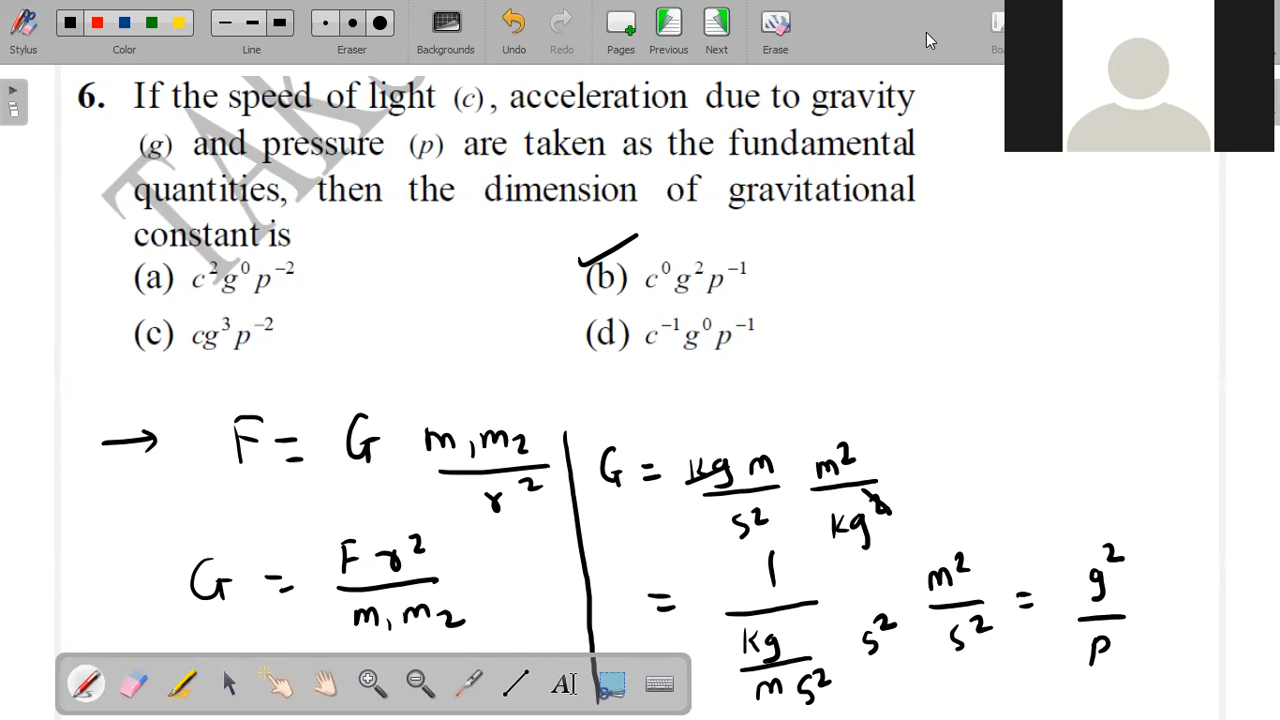 Stylus Color Line Eraser Backgrounds Undo Redo Pages Previous Next Erase
6. If the speed of light (c), acceleration due to gravity
(g) and pressure (p) are taken as the fundamental
quantities, then the dimension of gravitational
constant is
(a) c²g⁰p⁻² (b) c⁰g²p⁻¹
(c) cg³p⁻² (d) c⁻¹g⁰p⁻¹
→ F = G m₁m₂ / r²
G = F r² / m₁m₂
G = kg m / s² m² / kg²
= 1 / (kg / m s²) s² m² / s² = g² / p